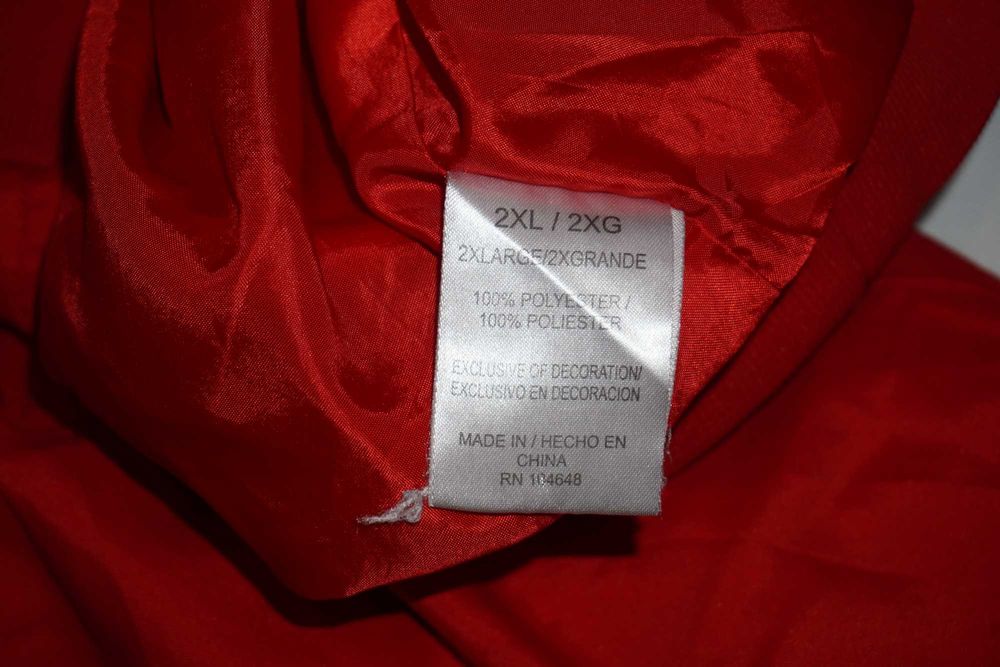 2XL / 2XG
2XLARGE/2XGRANDE
100% POLYESTER /
100% POLIESTER
EXCLUSIVE OF DECORATION/
EXCLUSIVO EN DECORACION
MADE IN / HECHO EN
CHINA
RN 104648